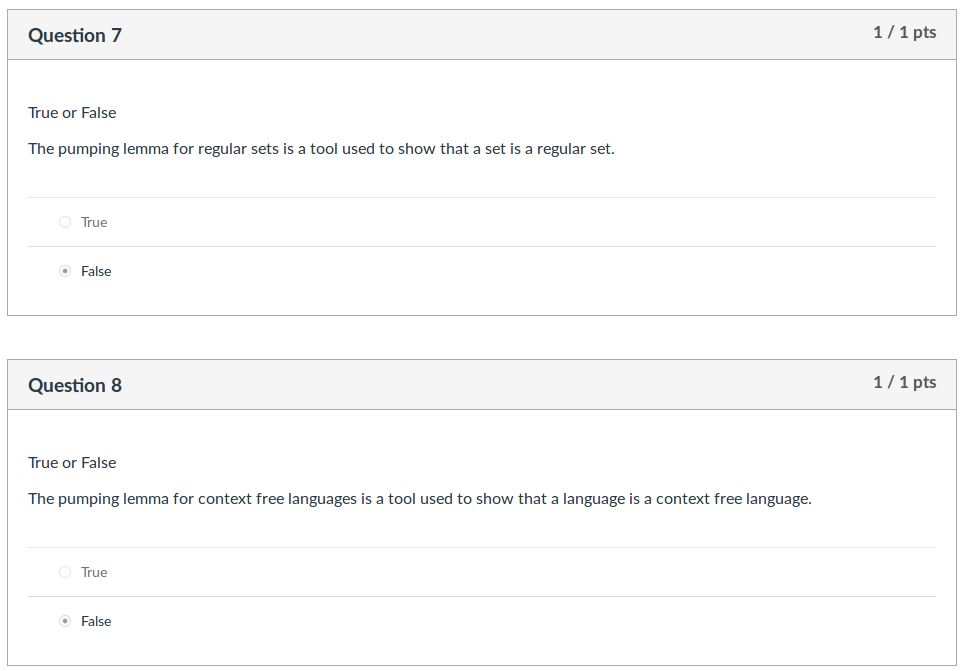 Question 7
1 / 1 pts
True or False
The pumping lemma for regular sets is a tool used to show that a set is a regular set.
True
False
Question 8
1 / 1 pts
True or False
The pumping lemma for context free languages is a tool used to show that a language is a context free language.
True
False